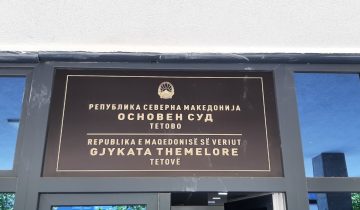 РЕПУБЛИКА СЕВЕРНА МАКЕДОНИЈА
ОСНОВЕН СУД
ТЕТОВО
REPUBLIKA E MAQEDONISË SË VERIUT
GJYKATA THEMELORE
TETOVË